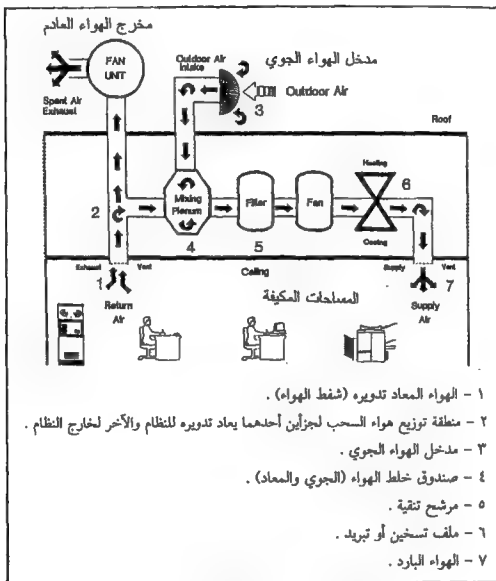 مخرج الهواء العادم
FAN
UNIT
Spent Air
Exhaust
Outdoor Air
Intake
مدخل الهواء الجوي
Outdoor Air
3
Roof
2
Mixing
Plenum
4
Filler
5
Fan
Heating
Cooling
6
Exhaust Vent
Ceiling
Supply Vent
1
Return
Air
المساحات المكيفة
Supply
Air
7
١ - الهواء المعاد تدويره (شفط الهواء) .
٢ - منطقة توزيع هواء السحب لجزأين أحدهما يعاد تدويره للنظام والآخر لخارج النظام .
٣ - مدخل الهواء الجوي .
٤ - صندوق خلط الهواء (الجوي والمعاد) .
٥ - مرشح تنقية .
٦ - ملف تسخين أو تبريد .
٧ - الهواء البارد .